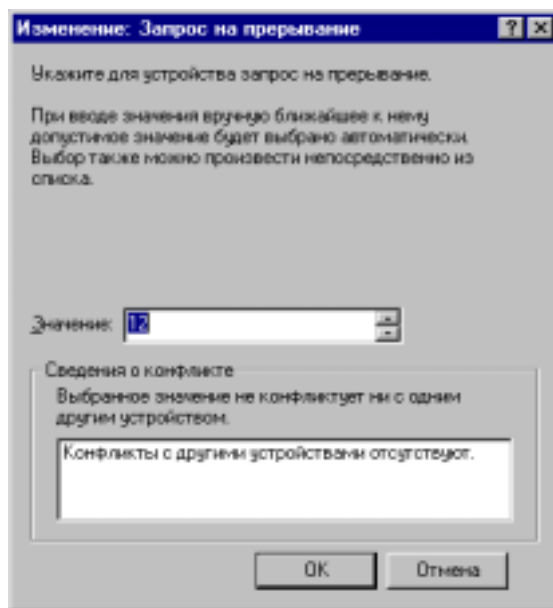 Изменение: Запрос на прерывание
Укажите для устройства запрос на прерывание.
При вводе значения вручную ближайшее к нему
допустимое значение будет выбрано автоматически.
Выбор также можно произвести непосредственно из
списка.
Значение: 12
Сведения о конфликте
Выбранное значение не конфликтует ни с одним
другим устройством.
Конфликты с другими устройствами отсутствуют.
OK Отмена